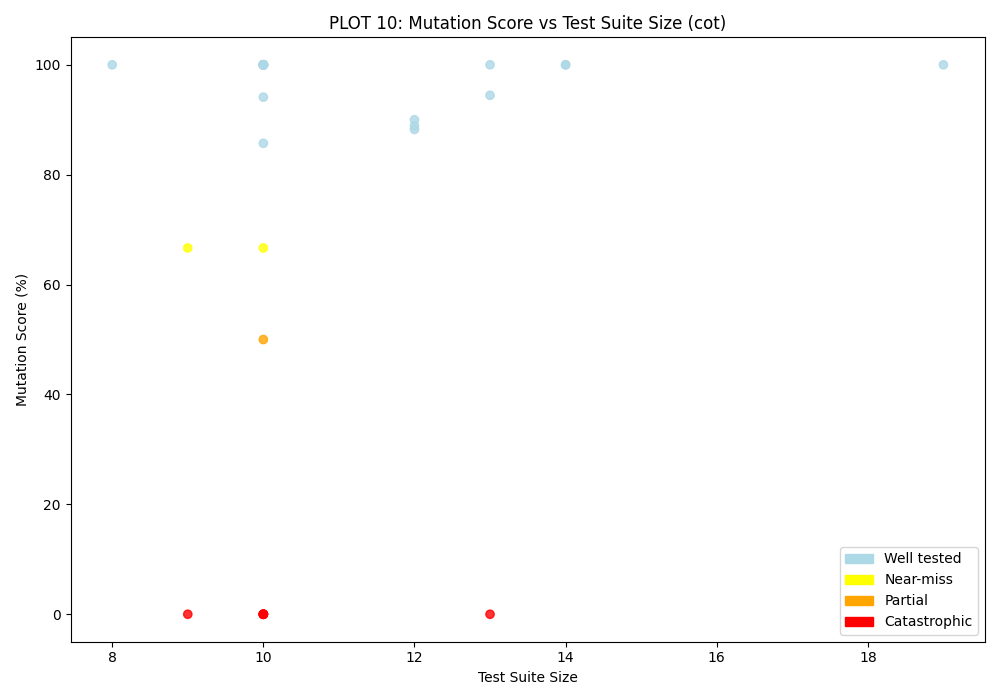 PLOT 10: Mutation Score vs Test Suite Size (cot)
Mutation Score (%)
100
80
60
40
20
0
8
10
12
14
16
18
Test Suite Size
Well tested
Near-miss
Partial
Catastrophic